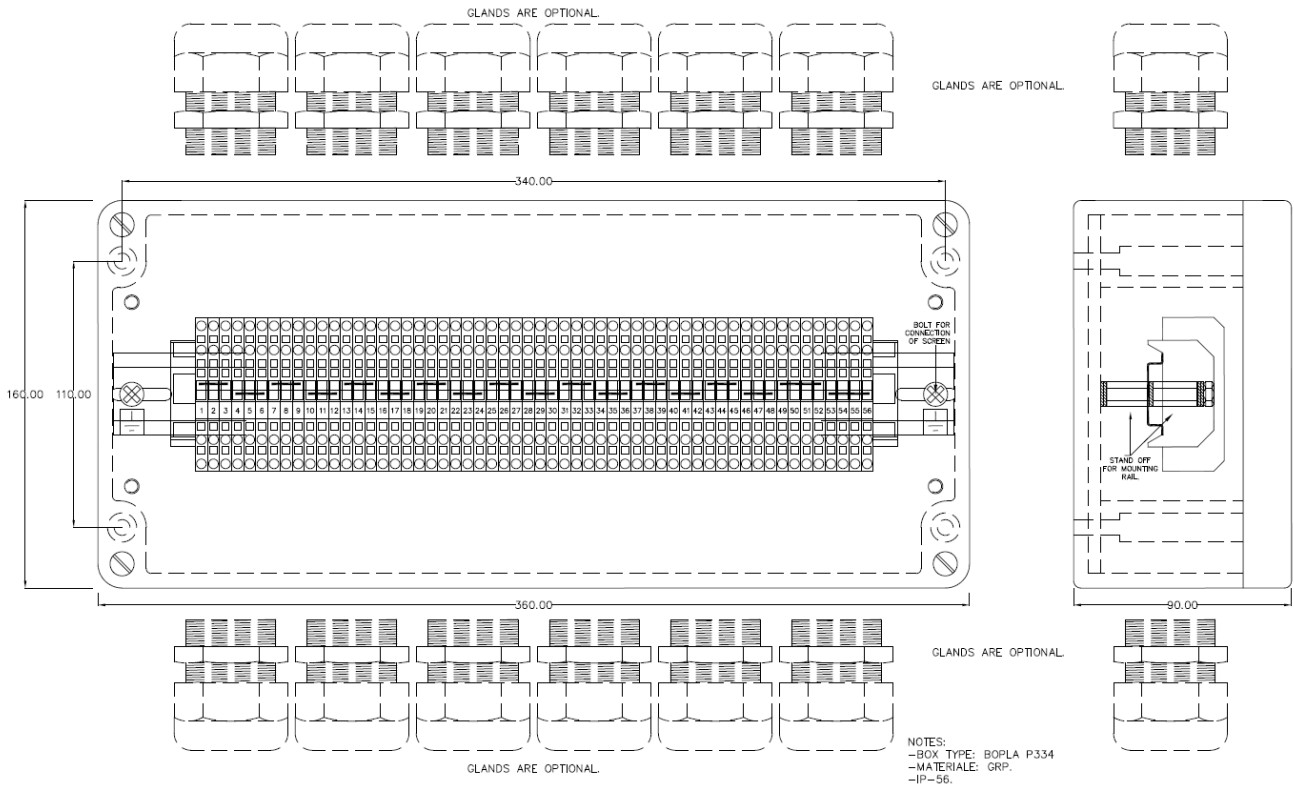 GLANDS ARE OPTIONAL.
GLANDS ARE OPTIONAL.
340.00
BOLT FOR
CONNECTION
OF SCREEN
160.00
110.00
1 2 3 4 5 6 7 8 9 10 11 12 13 14 15 16 17 18 19 20 21 22 23 24 25 26 27 28 29 30 31 32 33 34 35 36 37 38 39 40 41 42 43 44 45 46 47 48 49 50 51 52 53 54 55 56
STAND OFF
FOR MOUNTING
RAIL.
360.00
90.00
GLANDS ARE OPTIONAL.
GLANDS ARE OPTIONAL.
NOTES:
-BOX TYPE: BOPLA P334
-MATERIALE: GRP.
-IP-56.